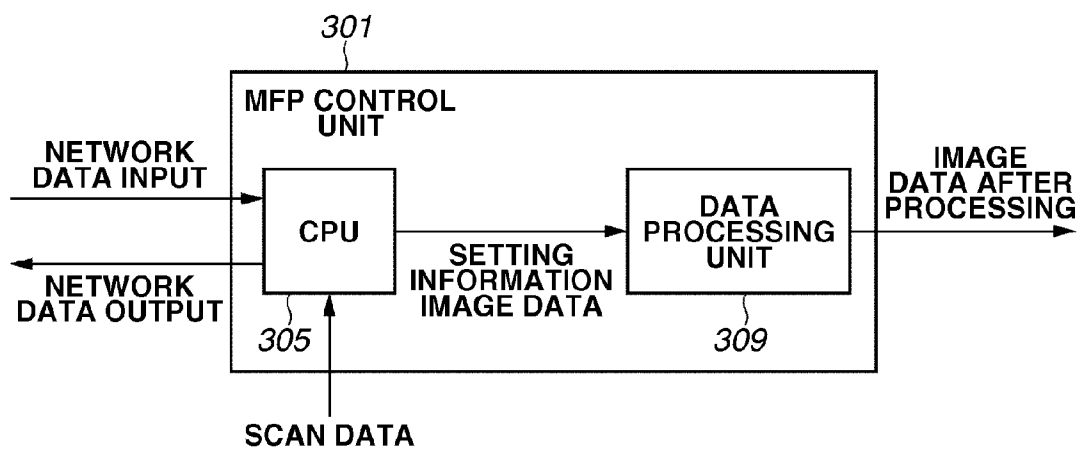 301
MFP CONTROL
UNIT
NETWORK
DATA INPUT
CPU
DATA
PROCESSING
UNIT
IMAGE
DATA AFTER
PROCESSING
SETTING
INFORMATION
IMAGE DATA
NETWORK
DATA OUTPUT
305
309
SCAN DATA